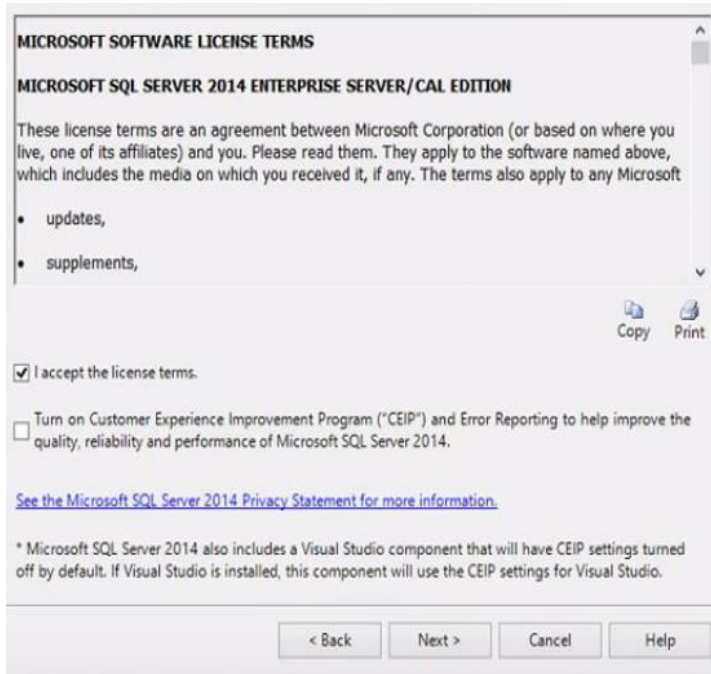 MICROSOFT SOFTWARE LICENSE TERMS
MICROSOFT SQL SERVER 2014 ENTERPRISE SERVER/CAL EDITION
These license terms are an agreement between Microsoft Corporation (or based on where you
live, one of its affiliates) and you. Please read them. They apply to the software named above,
which includes the media on which you received it, if any. The terms also apply to any Microsoft
• updates,
• supplements,
Copy Print
I accept the license terms.
Turn on Customer Experience Improvement Program ("CEIP") and Error Reporting to help improve the
quality, reliability and performance of Microsoft SQL Server 2014.
See the Microsoft SQL Server 2014 Privacy Statement for more information.
* Microsoft SQL Server 2014 also includes a Visual Studio component that will have CEIP settings turned
off by default. If Visual Studio is installed, this component will use the CEIP settings for Visual Studio.
< Back Next > Cancel Help